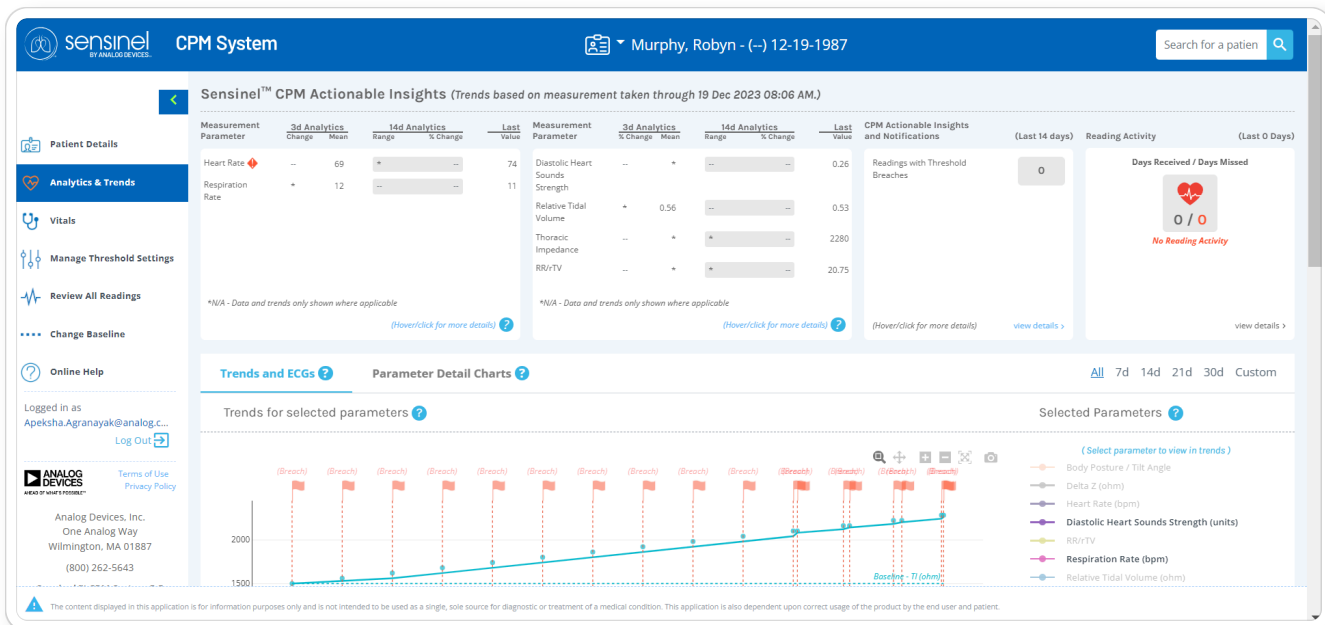 sensinel
BY ANALOG DEVICES
CPM System
Murphy, Robyn - (--) 12-19-1987
Search for a patien
Patient Details
Analytics & Trends
Vitals
Manage Threshold Settings
Review All Readings
Change Baseline
Online Help
Logged in as
Apeksha.Agranayak@analog.c...
Log Out
ANALOG DEVICES
AHEAD OF WHAT'S POSSIBLE™
Terms of Use
Privacy Policy
Analog Devices, Inc.
One Analog Way
Wilmington, MA 01887
(800) 262-5643
Sensinel™ CPM Actionable Insights (Trends based on measurement taken through 19 Dec 2023 08:06 AM.)
Measurement Parameter 3d Analytics 14d Analytics Last Value
Change Mean Range % Change
Heart Rate -- 69 * -- 74
Respiration Rate * 12 -- -- 11
*N/A - Data and trends only shown where applicable
(Hover/click for more details) ?
Measurement Parameter 3d Analytics 14d Analytics Last Value
% Change Mean Range % Change
Diastolic Heart Sounds Strength -- * -- -- 0.26
Relative Tidal Volume * 0.56 -- -- 0.53
Thoracic Impedance -- * * -- 2280
RR/rTV -- * * -- 20.75
*N/A - Data and trends only shown where applicable
(Hover/click for more details) ?
CPM Actionable Insights and Notifications (Last 14 days)
Readings with Threshold Breaches 0
(Hover/click for more details) view details >
Reading Activity (Last 0 Days)
Days Received / Days Missed
0 / 0
No Reading Activity
view details >
Trends and ECGs ?
Parameter Detail Charts ?
All 7d 14d 21d 30d Custom
Trends for selected parameters ?
Selected Parameters ?
(Breach) (Breach) (Breach) (Breach) (Breach) (Breach) (Breach) (Breach) (Breach) (Breach)
2000
1500
Baseline - TI (ohm)
( Select parameter to view in trends )
Body Posture / Tilt Angle
Delta Z (ohm)
Heart Rate (bpm)
Diastolic Heart Sounds Strength (units)
RR/rTV
Respiration Rate (bpm)
Relative Tidal Volume (ohm)
The content displayed in this application is for information purposes only and is not intended to be used as a single, sole source for diagnostic or treatment of a medical condition. This application is also dependent upon correct usage of the product by the end user and patient.